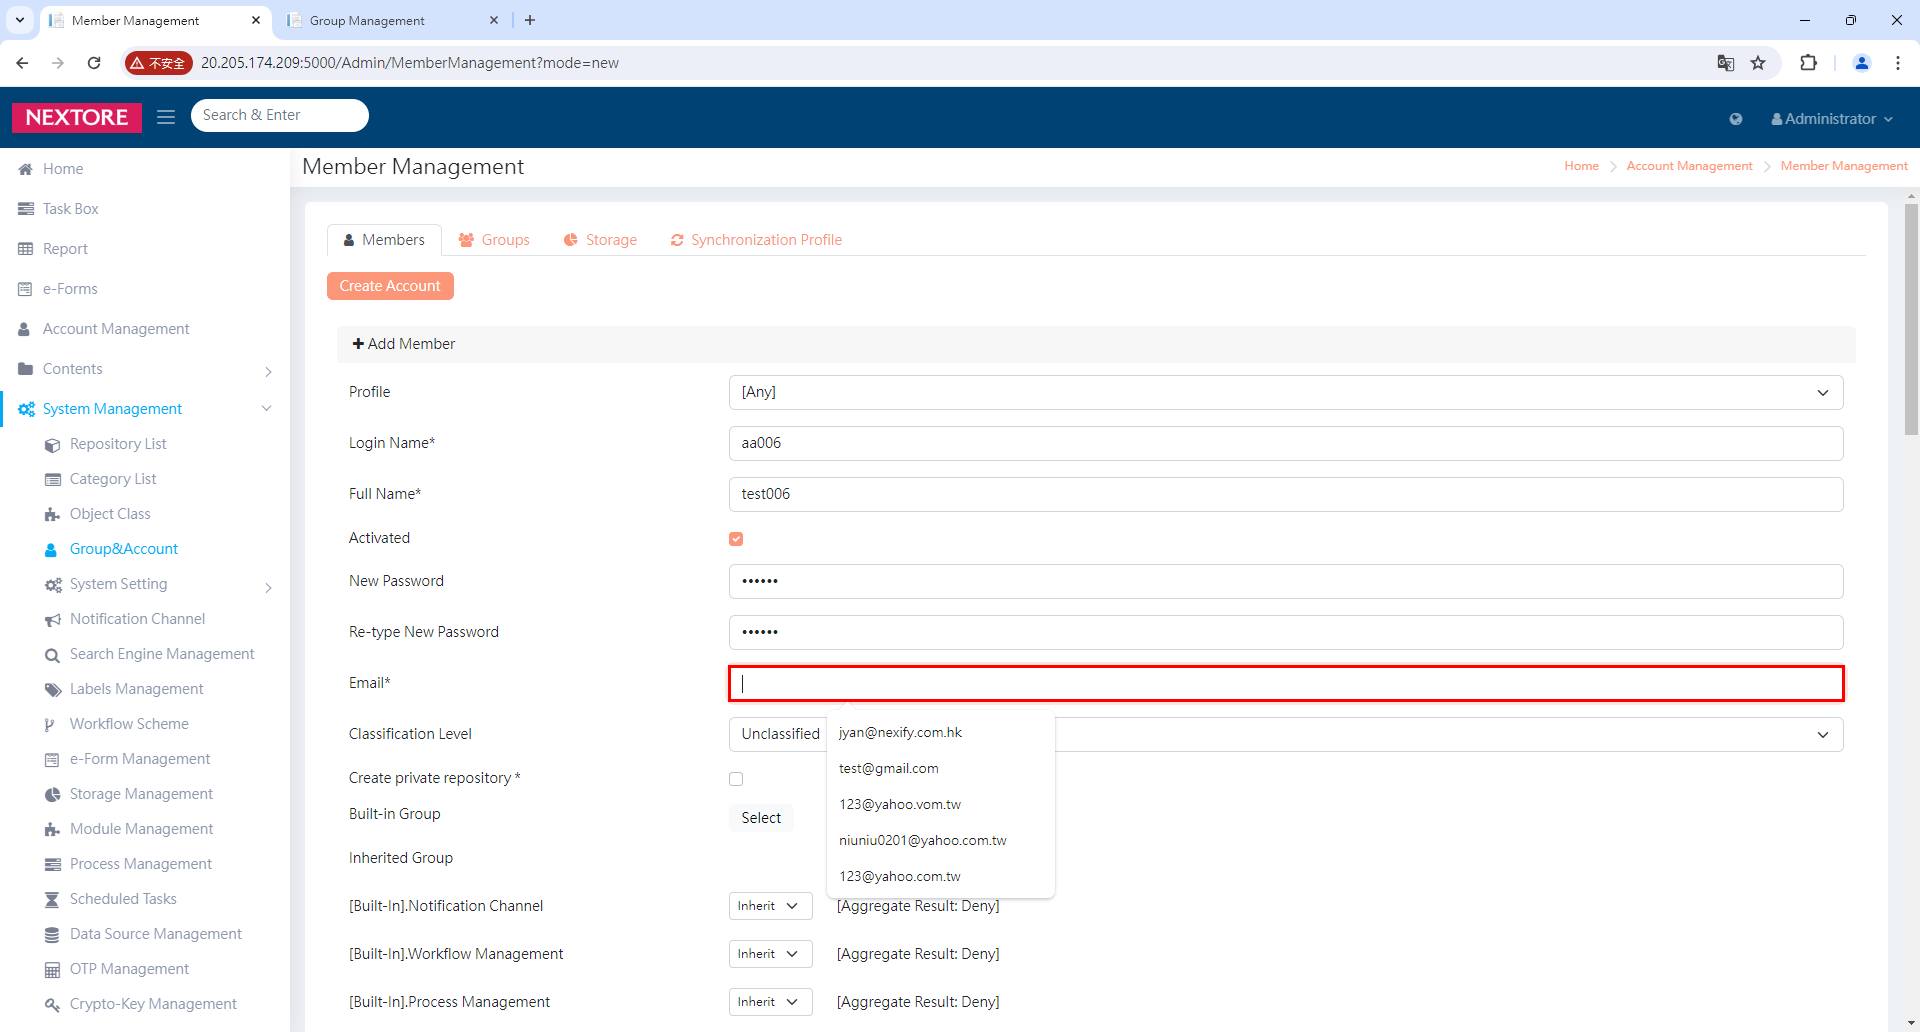 Member Management
Group Management
不安全
20.205.174.209:5000/Admin/MemberManagement?mode=new
NEXTORE
Search & Enter
Administrator
Home
Task Box
Report
e-Forms
Account Management
Contents
System Management
Repository List
Category List
Object Class
Group&Account
System Setting
Notification Channel
Search Engine Management
Labels Management
Workflow Scheme
e-Form Management
Storage Management
Module Management
Process Management
Scheduled Tasks
Data Source Management
OTP Management
Crypto-Key Management
Member Management
Home
Account Management
Member Management
Members
Groups
Storage
Synchronization Profile
Create Account
Add Member
Profile
[Any]
Login Name*
aa006
Full Name*
test006
Activated
New Password
••••••
Re-type New Password
••••••
Email*
jyan@nexify.com.hk
test@gmail.com
123@yahoo.vom.tw
niuniu0201@yahoo.com.tw
123@yahoo.com.tw
Classification Level
Unclassified
Create private repository *
Built-in Group
Select
Inherited Group
[Built-In].Notification Channel
Inherit
[Aggregate Result: Deny]
[Built-In].Workflow Management
Inherit
[Aggregate Result: Deny]
[Built-In].Process Management
Inherit
[Aggregate Result: Deny]